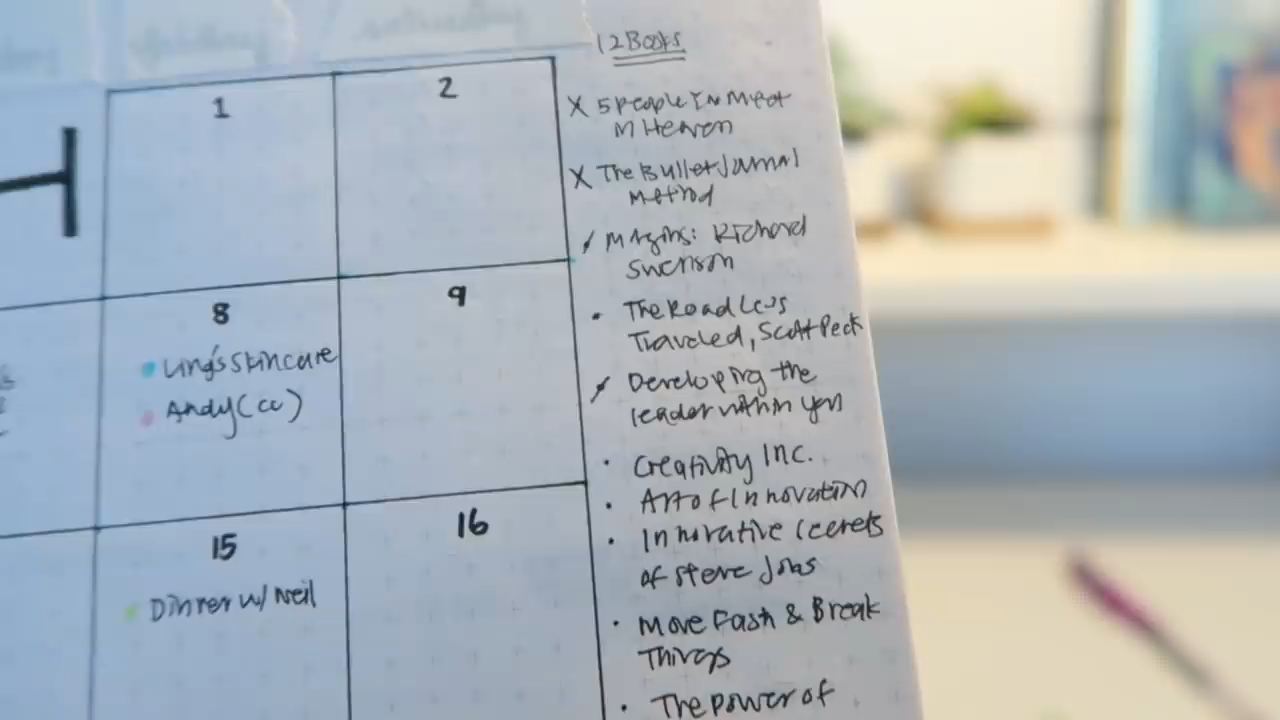 12 Books
1
2
X 5 People In Meet
In Heaven
X The Bullet Journal
Method
/ Margins: Richard
Swenson
8
9
• Ling's Skincare
• Andy (cc)
• The Road Less
Traveled, Scott Peck
Developing the
leader within you
• Creativity Inc.
• Art of Innovation
15
16
• Innovative Secrets
of Steve Jobs
• Dinner w/ Neil
• Move Fash & Break
Things
• The power of